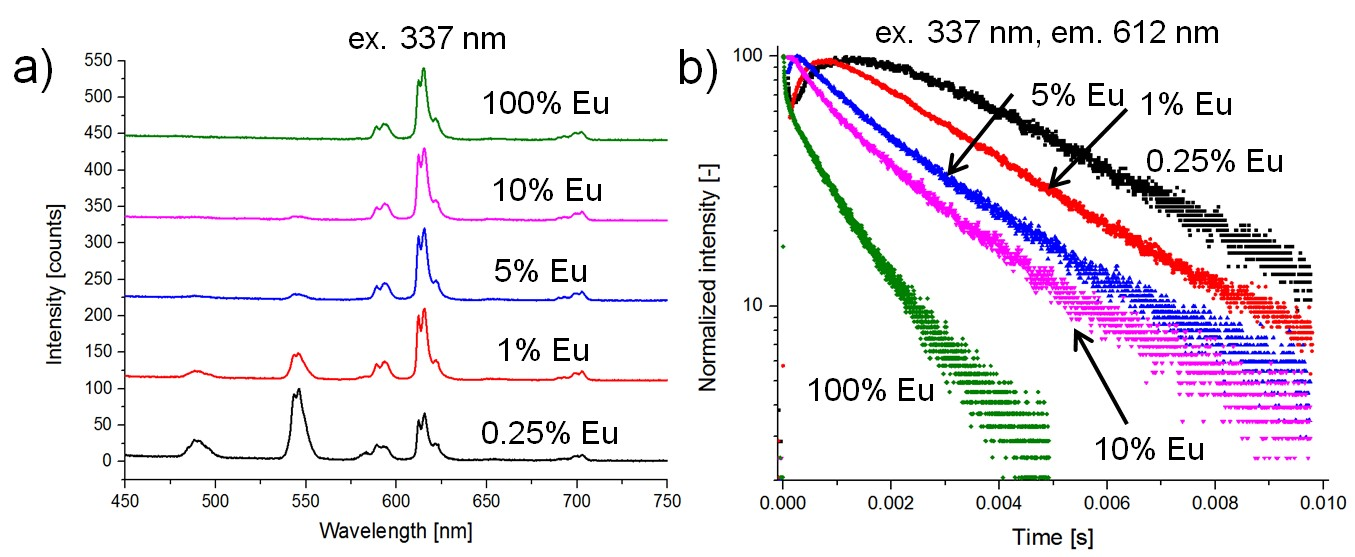 a)
ex. 337 nm
550
500
450
400
350
300
250
200
150
100
50
0
Intensity [counts]
100% Eu
10% Eu
5% Eu
1% Eu
0.25% Eu
450
500
550
600
650
700
750
Wavelength [nm]
b)
ex. 337 nm, em. 612 nm
100
10
Normalized intensity [-]
5% Eu
1% Eu
0.25% Eu
100% Eu
10% Eu
0.000
0.002
0.004
0.006
0.008
0.010
Time [s]